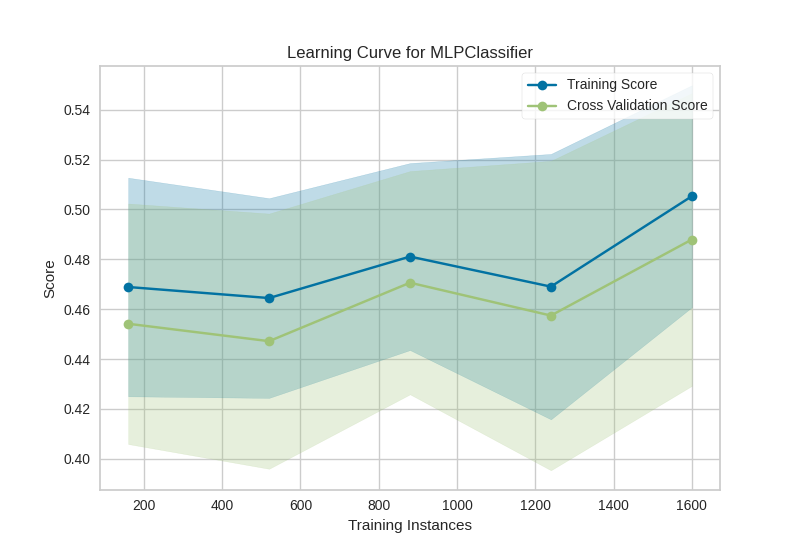 Learning Curve for MLPClassifier
Training Score
Cross Validation Score
0.54
0.52
0.50
0.48
0.46
0.44
0.42
0.40
Score
200 400 600 800 1000 1200 1400 1600
Training Instances